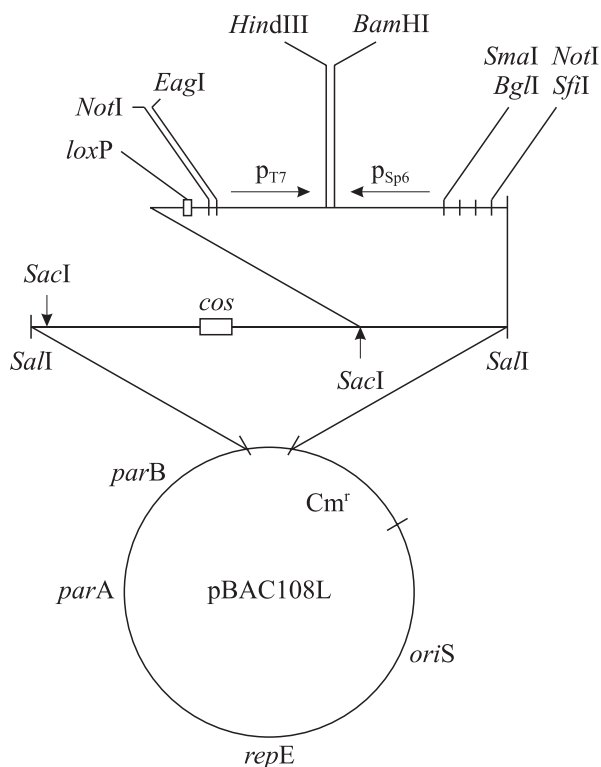 HindIII BamHI
SmaI NotI
BglI SfiI
EagI
NotI
loxP
pT7 pSp6
SacI
cos
SalI SalI
SacI
parB
Cmr
parA
pBAC108L
oriS
repE